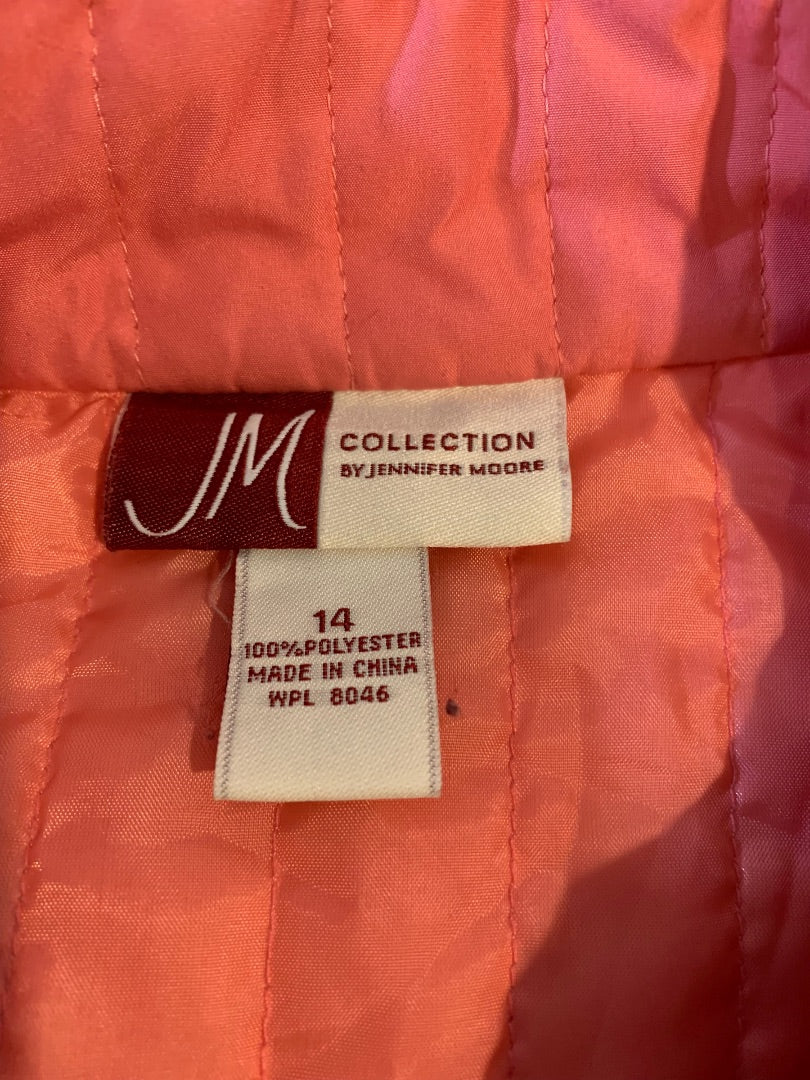 JM
COLLECTION
BY JENNIFER MOORE
14
100%POLYESTER
MADE IN CHINA
WPL 8046